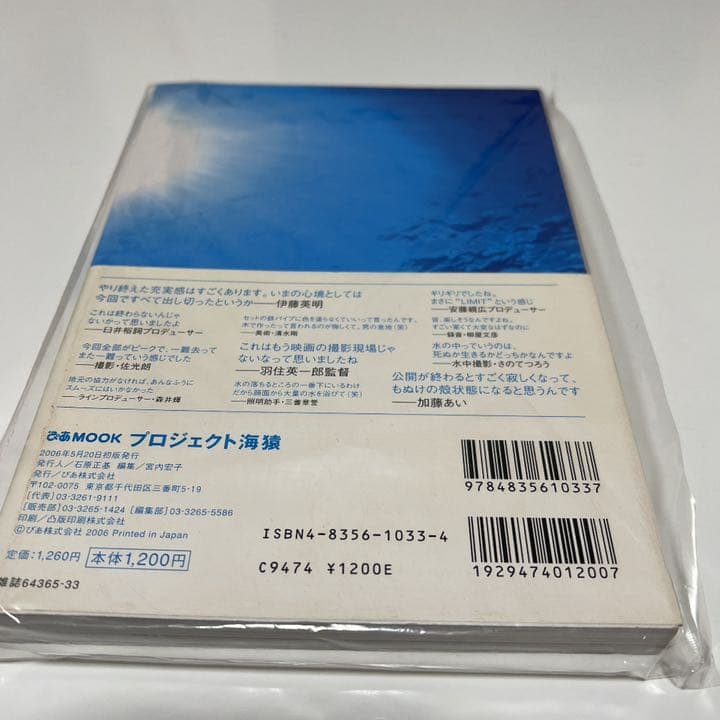 やり終えた充実感はすごくあります。いまの心境としては
今回ですべて出し切ったというか――伊藤英明
これは終わらないんじゃ
ないかって思いましたよ
――臼井裕詞プロデューサー
今回全部がピークで、一難去って
また一難っていう感じでした
――撮影・佐光朗
地元の協力がなければ、あんなふうに
スムーズにはいかなかった
――ラインプロデューサー・森井輝
セットの鉄パイプに色を塗らなくていいって言ったんです。
木で作ったって言われるのが悔しくて。男の意地(笑)
――美術・清水剛
これはもう映画の撮影現場じゃ
ないなって思いましたね
――羽住英一郎監督
水の落ちるところの一番下にいるわけ
だから顔面から大量の水を浴びて(笑)
――照明助手・三善章誉
ギリギリでしたね。
まさに“LIMIT”という感じ
――安藤親広プロデューサー
皆、楽しそうなんですよね。
すごい寒くて大変なはずなのに
――録音・柳屋文彦
水の中っていうのは、
死ぬか生きるかどっちかなんですよ
――水中撮影・さのてつろう
公開が終わるとすごく寂しくなって、
もぬけの殻状態になると思うんです
――加藤あい
ぴあMOOK プロジェクト海猿
2006年5月20日初版発行
発行人/石原正基 編集/宮内宏子
発行/ぴあ株式会社
〒102-0075 東京都千代田区三番町5-19
[代表]03-3261-9111
[販売部]03-3265-1424 [編集部]03-3265-5586
印刷/凸版印刷株式会社
©ぴあ株式会社 2006 Printed in Japan
定価:1,260円 本体1,200円
雑誌64365-33
9784835610337
ISBN4-8356-1033-4
C9474 ¥1200E
1929474012007